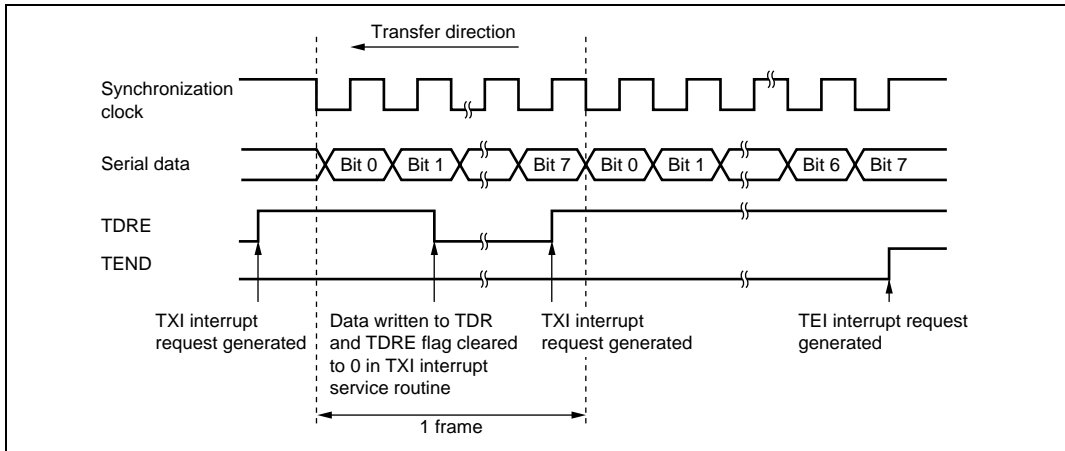 Transfer direction
Synchronization
clock
Serial data
Bit 0 Bit 1 Bit 7 Bit 0 Bit 1 Bit 6 Bit 7
TDRE
TEND
TXI interrupt
request generated
Data written to TDR
and TDRE flag cleared
to 0 in TXI interrupt
service routine
TXI interrupt
request generated
TEI interrupt request
generated
1 frame